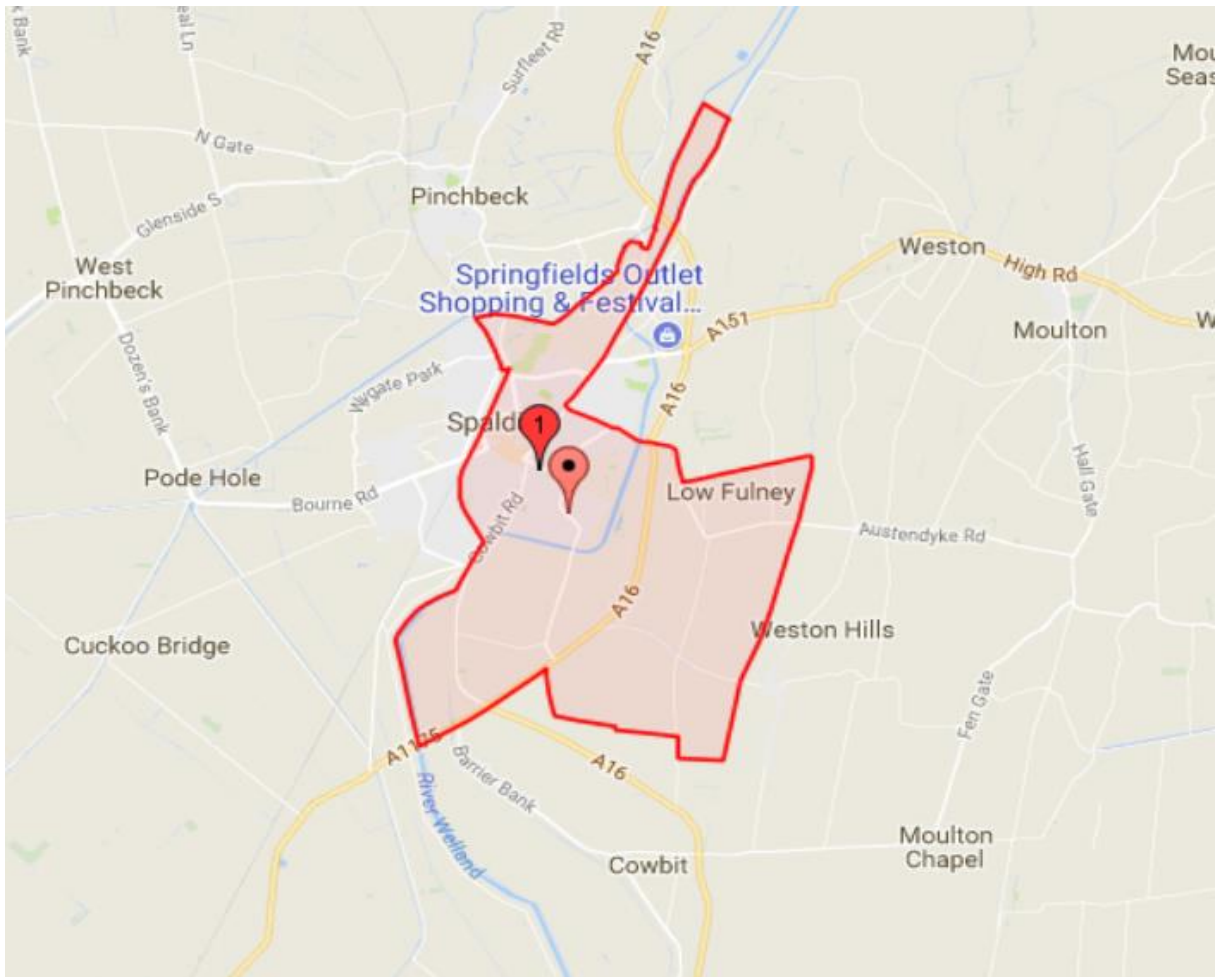 k Bank
eal Ln
Surfleet Rd
A16
Mou
Seas
N Gate
Pinchbeck
Glenside S
West
Pinchbeck
Weston
High Rd
Springfields Outlet
Shopping & Festival...
A151
Moulton
W
Dozen's Bank
Wygate Park
A16
Spaldi
1
Pode Hole
Bourne Rd
Low Fulney
Hall Gate
Cowbit Rd
Austendyke Rd
A16
Weston Hills
Cuckoo Bridge
Fen Gate
A1175
Barrier Bank
A16
River Welland
Cowbit
Moulton
Chapel